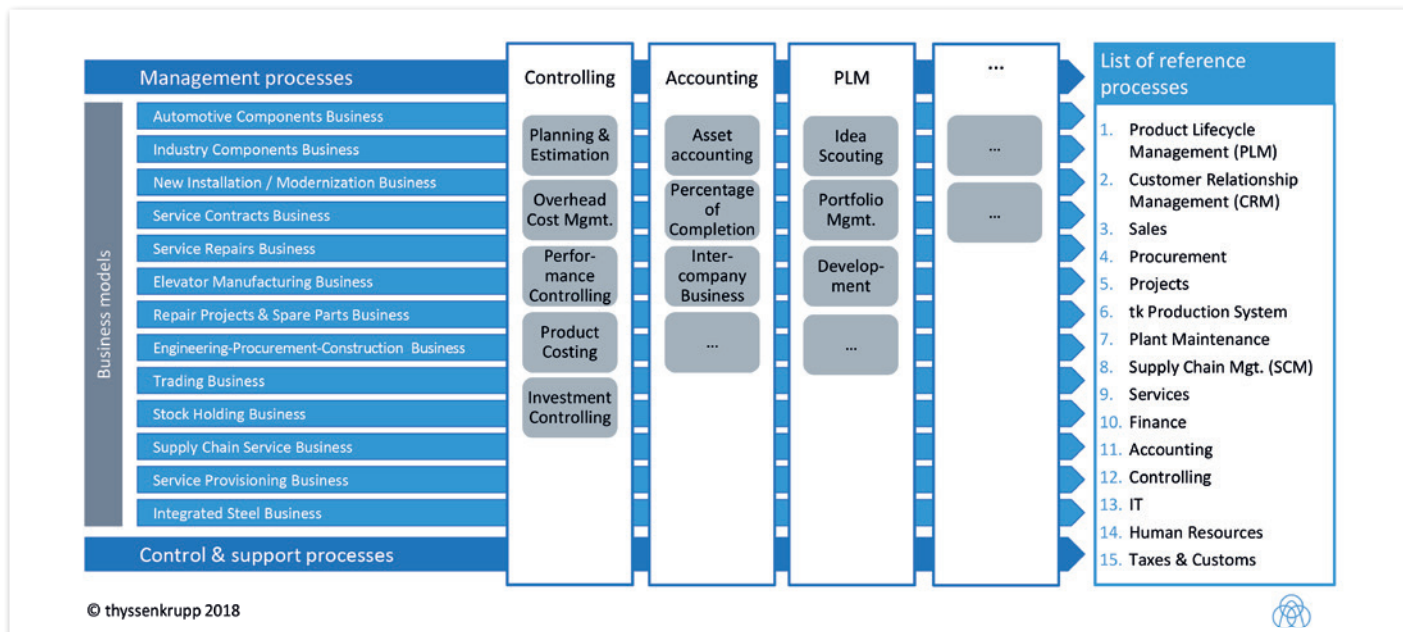 Management processes
Business models
Automotive Components Business
Industry Components Business
New Installation / Modernization Business
Service Contracts Business
Service Repairs Business
Elevator Manufacturing Business
Repair Projects & Spare Parts Business
Engineering-Procurement-Construction Business
Trading Business
Stock Holding Business
Supply Chain Service Business
Service Provisioning Business
Integrated Steel Business
Control & support processes
Controlling
Planning &
Estimation
Overhead
Cost Mgmt.
Perfor-
mance
Controlling
Product
Costing
Investment
Controlling
Accounting
Asset
accounting
Percentage
of
Completion
Inter-
company
Business
...
PLM
Idea
Scouting
Portfolio
Mgmt.
Develop-
ment
...
...
...
...
List of reference
processes
1. Product Lifecycle
Management (PLM)
2. Customer Relationship
Management (CRM)
3. Sales
4. Procurement
5. Projects
6. tk Production System
7. Plant Maintenance
8. Supply Chain Mgt. (SCM)
9. Services
10. Finance
11. Accounting
12. Controlling
13. IT
14. Human Resources
15. Taxes & Customs
© thyssenkrupp 2018